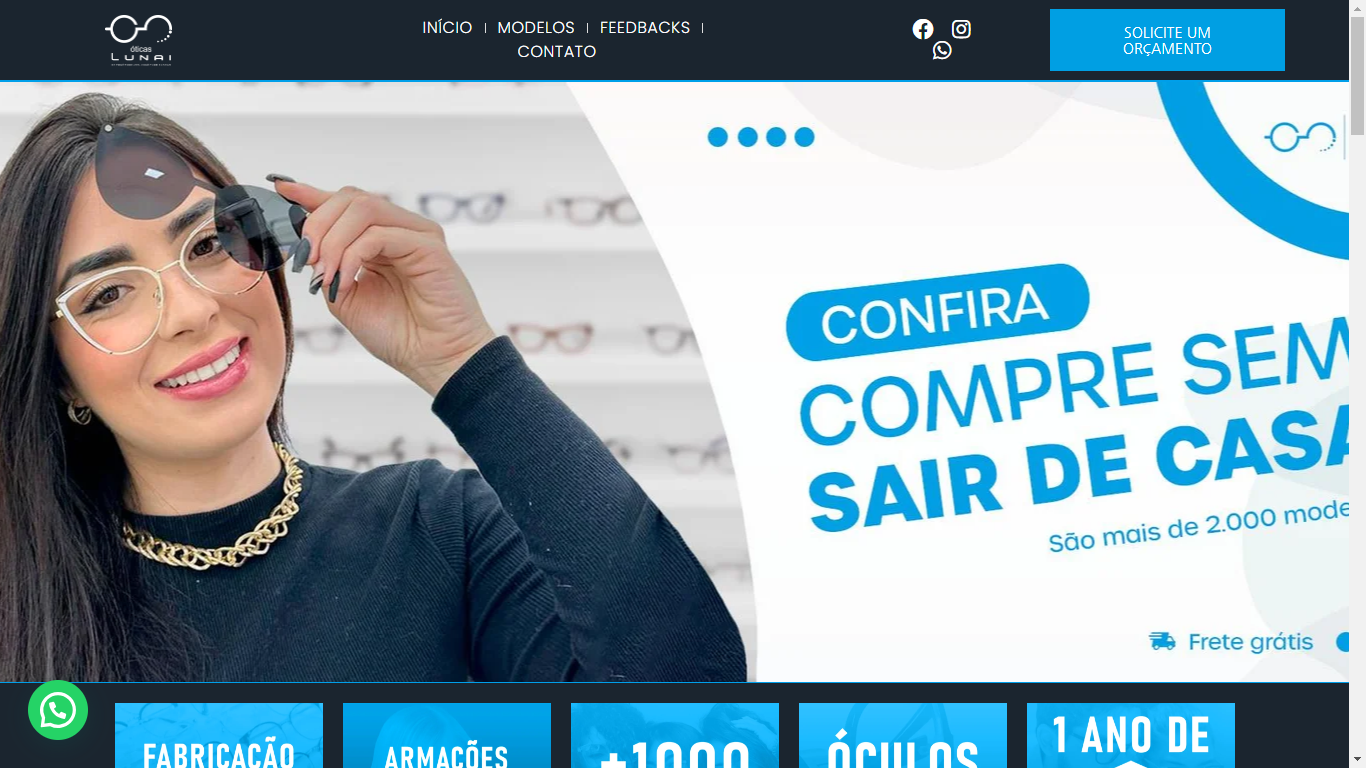 óticas
LUNAI
INÍCIO
MODELOS
FEEDBACKS
CONTATO
SOLICITE UM
ORÇAMENTO
CONFIRA
COMPRE SEM
SAIR DE CASA
São mais de 2.000 mode
Frete grátis
FABRICAÇÃO
ARMAÇÕES
+1000
ÓCULOS
1 ANO DE